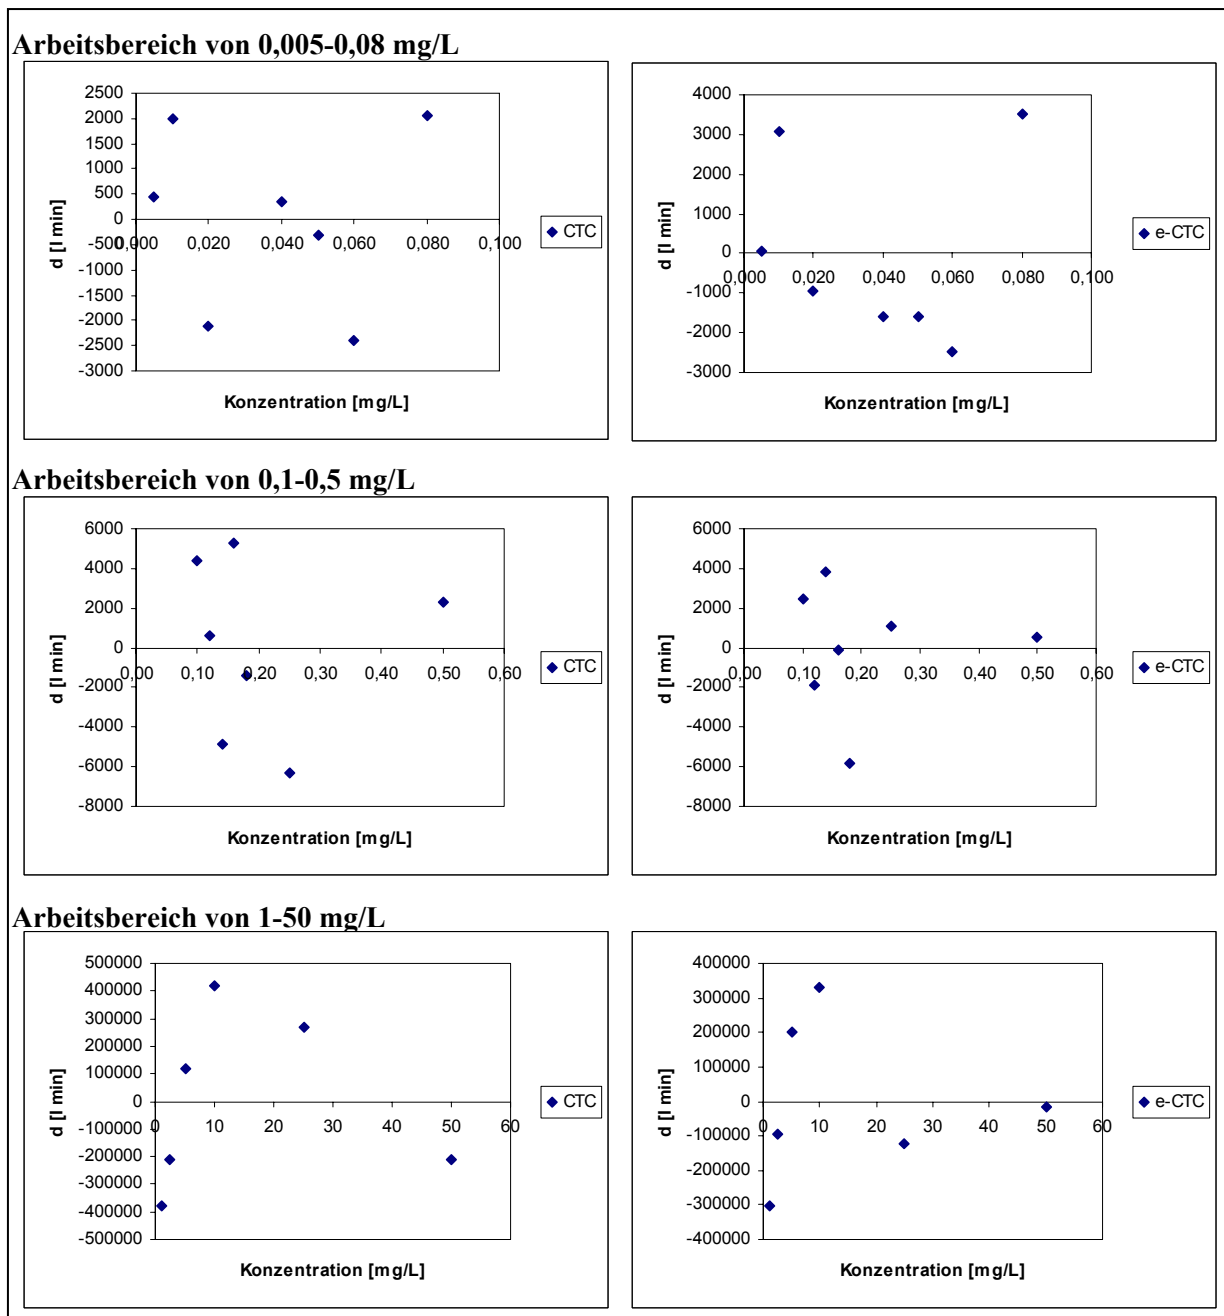 Arbeitsbereich von 0,005-0,08 mg/L
2500
2000
1500
1000
500
0
-500
-1000
-1500
-2000
-2500
-3000
0,000 0,020 0,040 0,060 0,080 0,100
d [I min]
Konzentration [mg/L]
CTC
4000
3000
2000
1000
0
-1000
-2000
-3000
0,000 0,020 0,040 0,060 0,080 0,100
d [I min]
Konzentration [mg/L]
e-CTC
Arbeitsbereich von 0,1-0,5 mg/L
6000
4000
2000
0
-2000
-4000
-6000
-8000
0,00 0,10 0,20 0,30 0,40 0,50 0,60
d [I min]
Konzentration [mg/L]
CTC
6000
4000
2000
0
-2000
-4000
-6000
-8000
0,00 0,10 0,20 0,30 0,40 0,50 0,60
d [I min]
Konzentration [mg/L]
e-CTC
Arbeitsbereich von 1-50 mg/L
500000
400000
300000
200000
100000
0
-100000
-200000
-300000
-400000
-500000
0 10 20 30 40 50 60
d [I min]
Konzentration [mg/L]
CTC
400000
300000
200000
100000
0
-100000
-200000
-300000
-400000
0 10 20 30 40 50 60
d [I min]
Konzentration [mg/L]
e-CTC